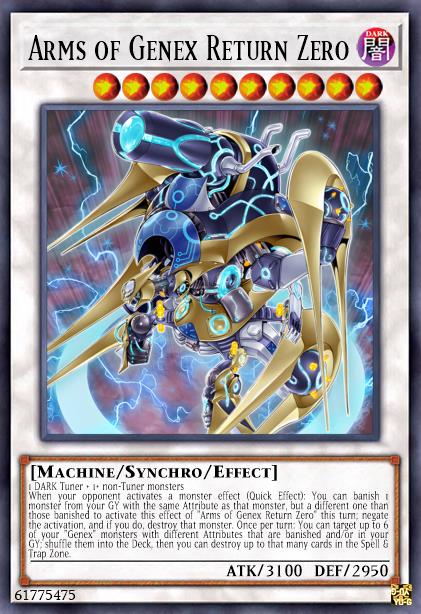 ARMS OF GENEX RETURN ZERO
DARK
闇
[MACHINE/SYNCHRO/EFFECT]
1 DARK Tuner + 1+ non-Tuner monsters
When your opponent activates a monster effect (Quick Effect): You can banish 1
monster from your GY with the same Attribute as that monster, but a different one than
those banished to activate this effect of "Arms of Genex Return Zero" this turn; negate
the activation, and if you do, destroy that monster. Once per turn: You can target up to 6
of your "Genex" monsters with different Attributes that are banished and/or in your
GY; shuffle them into the Deck, then you can destroy up to that many cards in the Spell &
Trap Zone.
ATK/3100 DEF/2950
61775475